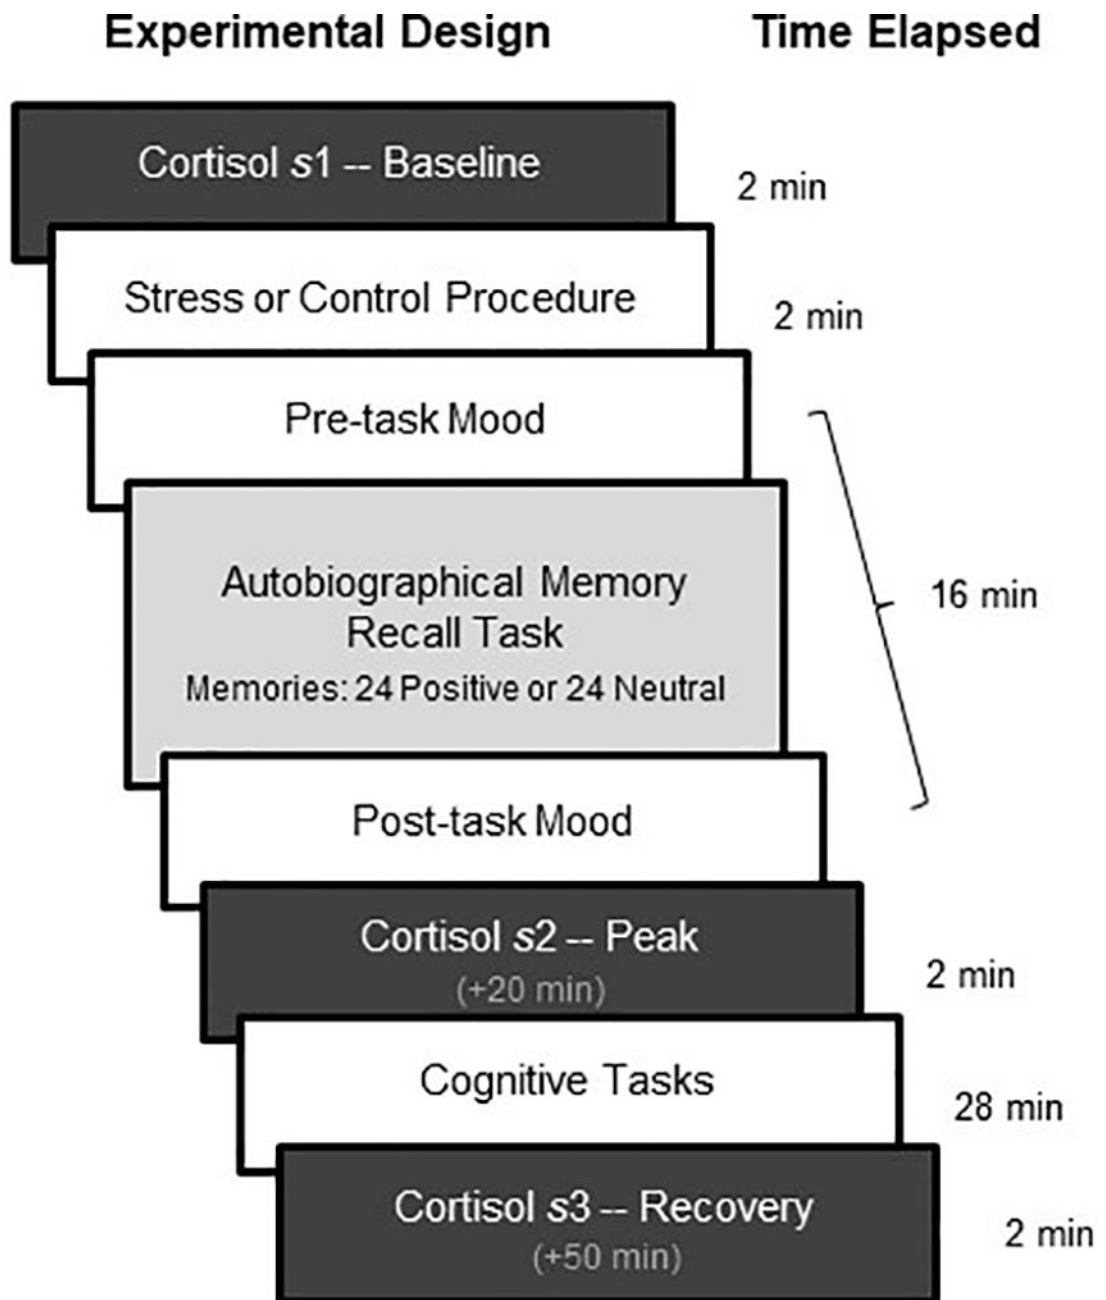 Experimental Design
Time Elapsed
Cortisol s1 -- Baseline
2 min
Stress or Control Procedure
2 min
Pre-task Mood
Autobiographical Memory
Recall Task
Memories: 24 Positive or 24 Neutral
16 min
Post-task Mood
Cortisol s2 -- Peak
(+20 min)
2 min
Cognitive Tasks
28 min
Cortisol s3 -- Recovery
(+50 min)
2 min